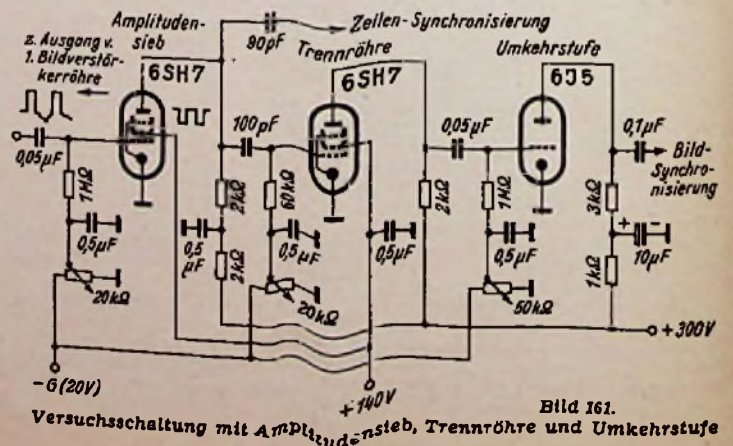 Amplituden-
sieb
z. Ausgang v.
1. Bildverstär-
kerröhre
90pF
Zeilen-Synchronisierung
Trennröhre
Umkehrstufe
6SH7
6SH7
6J5
0,05µF
100pF
0,05µF
0,1µF
Bild-
Synchro-
nisierung
1MΩ
2kΩ
60kΩ
2kΩ
1MΩ
3kΩ
0,5µF
0,5
µF
0,5µF
0,5µF
0,5µF
+ -
10µF
20kΩ
2kΩ
20kΩ
50kΩ
1kΩ
+300V
-G(20V)
+140V
Bild 161.
Versuchsschaltung mit Amplitudensieb, Trennröhre und Umkehrstufe